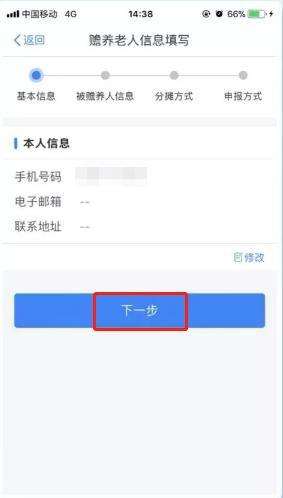 中国移动 4G 14:38 66%
返回 赡养老人信息填写
基本信息 被赡养人信息 分摊方式 申报方式
本人信息
手机号码
电子邮箱 --
联系地址 --
修改
下一步